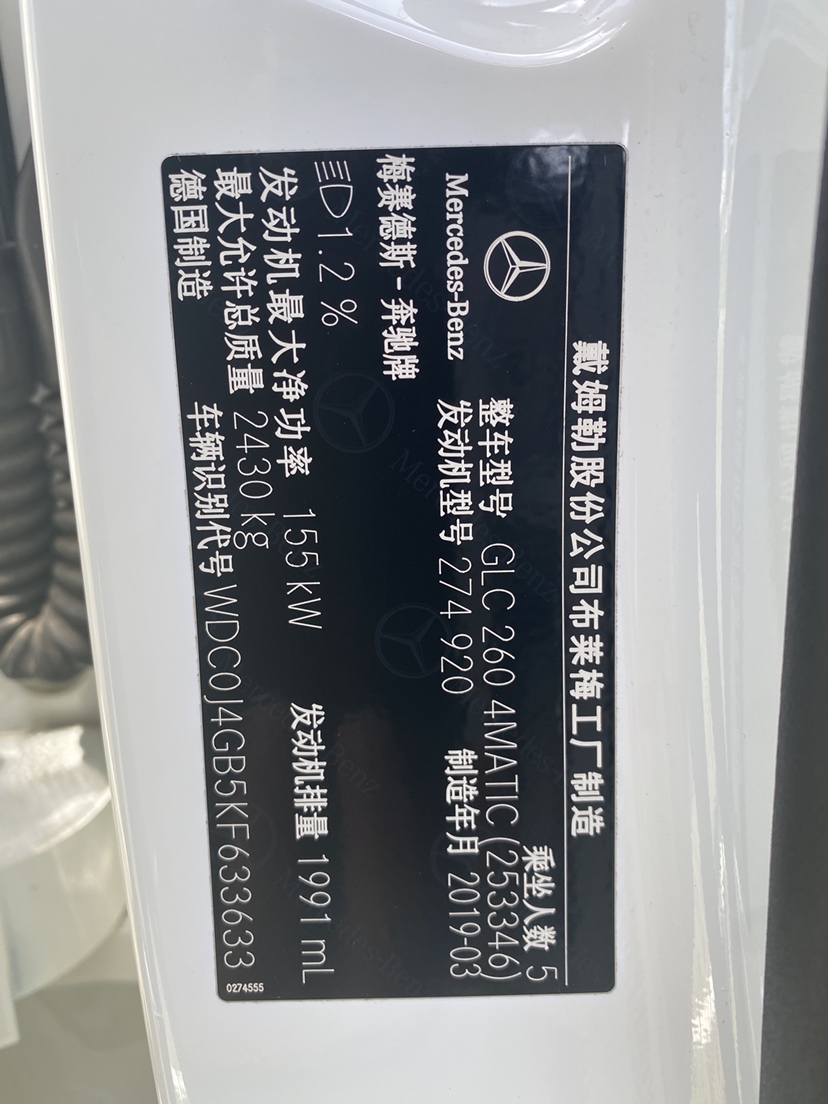 戴姆勒股份公司布莱梅工厂制造
乘坐人数 5
整车型号 GLC 260 4MATIC (253346)
Mercedes-Benz 发动机型号 274 920 制造年月 2019-03
梅赛德斯-奔驰牌
1.2 %
发动机最大净功率 155 kW 发动机排量 1991 mL
最大允许总质量 2430 kg
德国制造 车辆识别代号 WDC0J4GB5KF633633
0274555